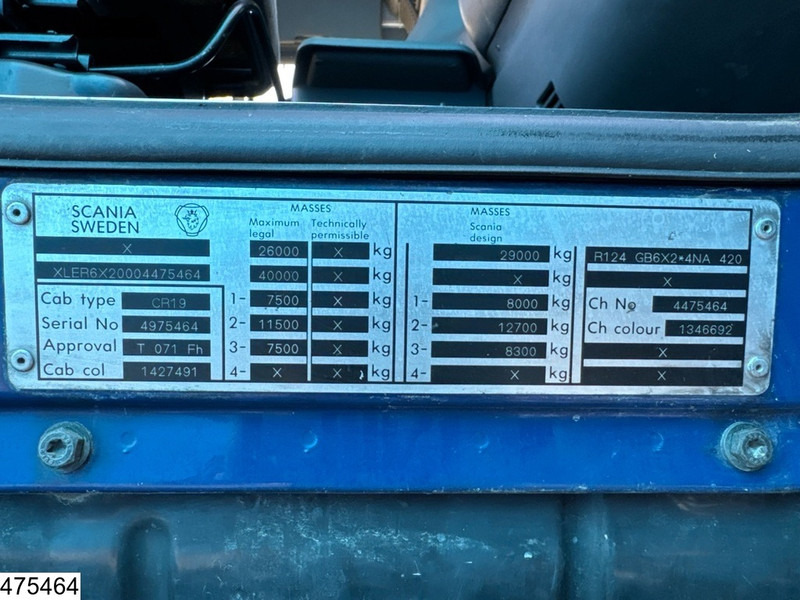 SCANIA
SWEDEN
MASSES
Maximum legal
Technically permissible
MASSES
Scania design
X
26000 X kg
29000 kg
R124 GB6X2*4NA 420
XLER6X20004475464
40000 X kg
X kg
X
Cab type CR19
1- 7500 X kg
1- 8000 kg
Ch No 4475464
Serial No 4975464
2- 11500 X kg
2- 12700 kg
Ch colour 1346692
Approval T 071 Fh
3- 7500 X kg
3- 8300 kg
X
Cab col 1427491
4- X X kg
4- X kg
X
475464